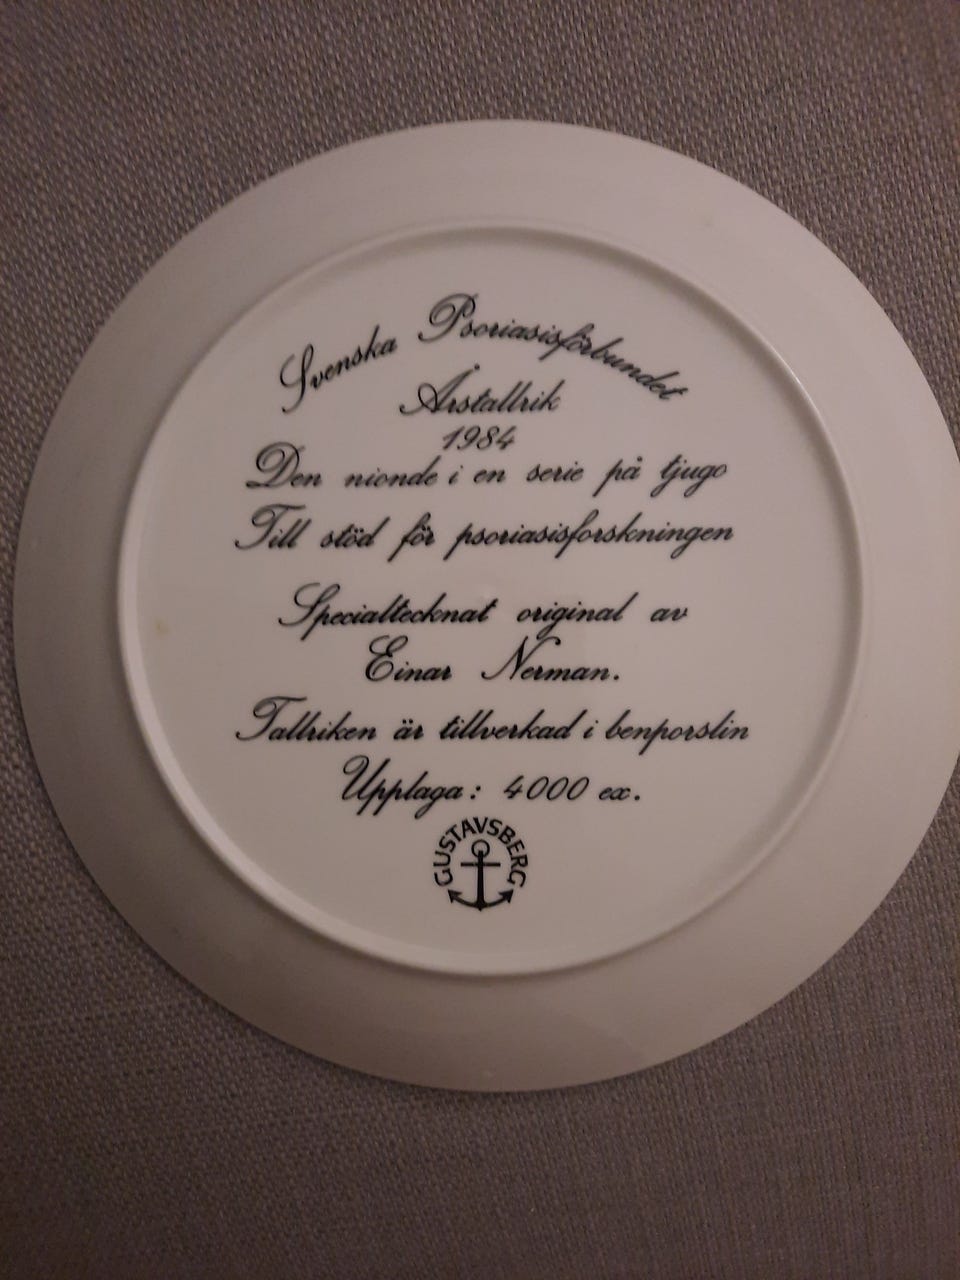 Svenska Psoriasisförbundet
Årstallrik
1984
Den nionde i en serie på tjugo
Till stöd för psoriasisforskningen
Specialtecknat original av
Einar Nerman.
Tallriken är tillverkad i benporslin
Upplaga: 4000 ex.
GUSTAVSBERG